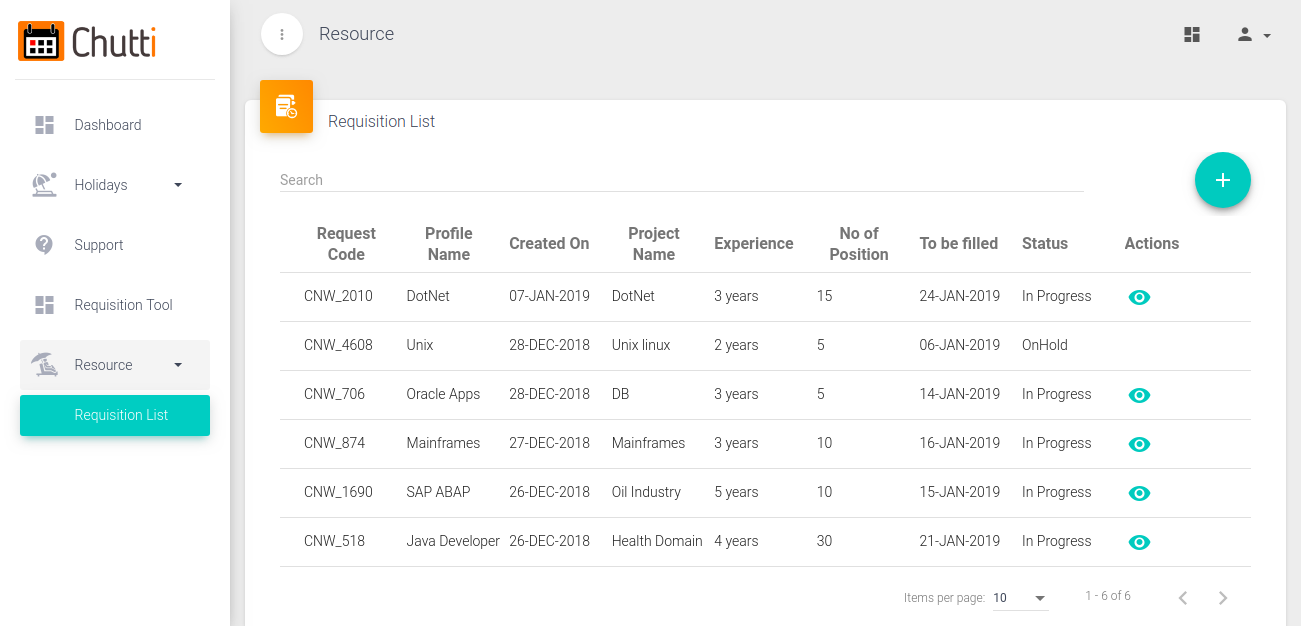 Chutti
Resource
Dashboard
Holidays
Support
Requisition Tool
Resource
Requisition List
Requisition List
Search
Request Code Profile Name Created On Project Name Experience No of Position To be filled Status Actions
CNW_2010 DotNet 07-JAN-2019 DotNet 3 years 15 24-JAN-2019 In Progress
CNW_4608 Unix 28-DEC-2018 Unix linux 2 years 5 06-JAN-2019 OnHold
CNW_706 Oracle Apps 28-DEC-2018 DB 3 years 5 14-JAN-2019 In Progress
CNW_874 Mainframes 27-DEC-2018 Mainframes 3 years 10 16-JAN-2019 In Progress
CNW_1690 SAP ABAP 26-DEC-2018 Oil Industry 5 years 10 15-JAN-2019 In Progress
CNW_518 Java Developer 26-DEC-2018 Health Domain 4 years 30 21-JAN-2019 In Progress
Items per page: 10 1 - 6 of 6